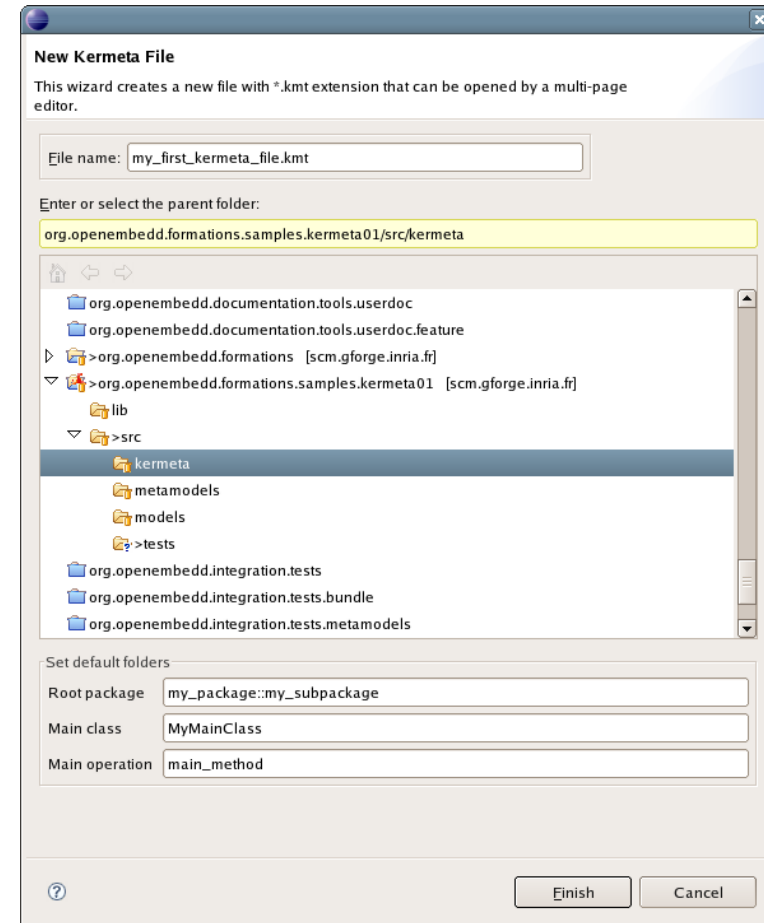 New Kermeta File
This wizard creates a new file with *.kmt extension that can be opened by a multi-page
editor.
File name: my_first_kermeta_file.kmt
Enter or select the parent folder:
org.openembedd.formations.samples.kermeta01/src/kermeta
org.openembedd.documentation.tools.userdoc
org.openembedd.documentation.tools.userdoc.feature
>org.openembedd.formations [scm.gforge.inria.fr]
>org.openembedd.formations.samples.kermeta01 [scm.gforge.inria.fr]
lib
>src
kermeta
metamodels
models
>tests
org.openembedd.integration.tests
org.openembedd.integration.tests.bundle
org.openembedd.integration.tests.metamodels
Set default folders
Root package my_package::my_subpackage
Main class MyMainClass
Main operation main_method
Finish Cancel